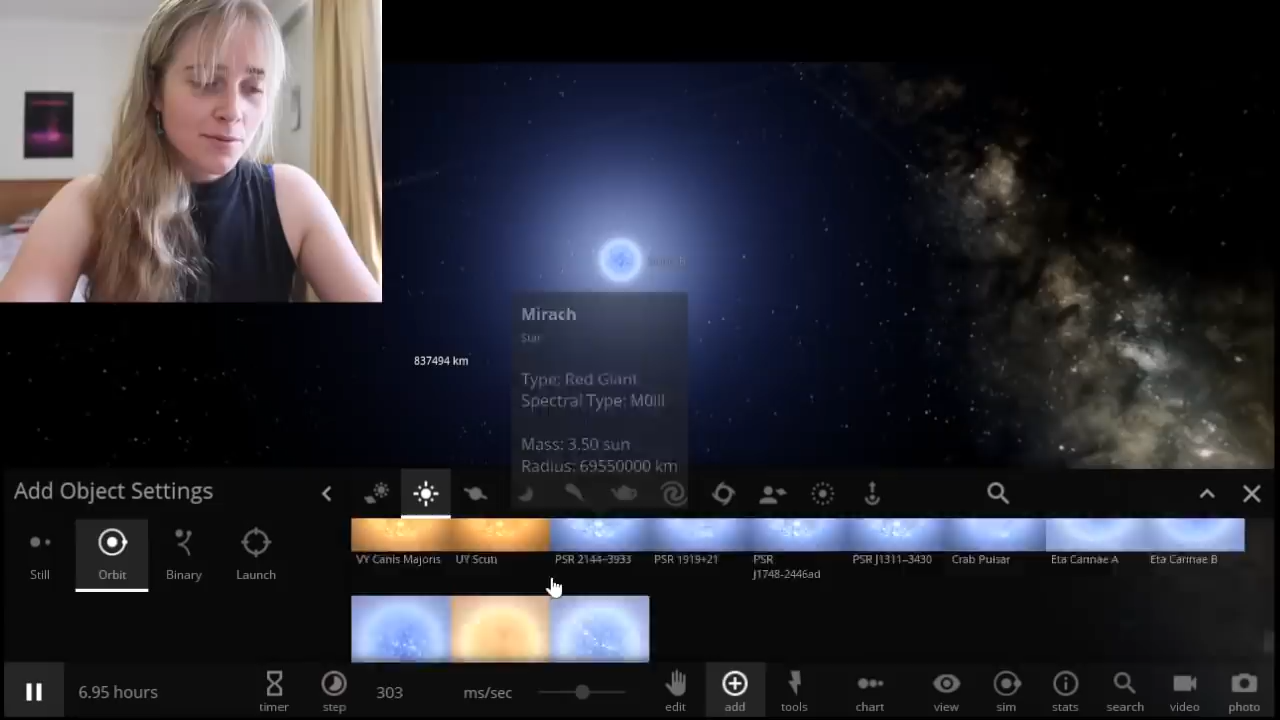 Mirach
Star
Type: Red Giant
Spectral Type: M0III
Mass: 3.50 sun
Radius: 69550000 km
837494 km
Add Object Settings
Still
Orbit
Binary
Launch
VY Canis Majoris
UY Scuti
PSR 2144-3933
PSR 1919+21
PSR
J1748-2446ad
PSR J1311-3430
Crab Pulsar
Eta Carinae A
Eta Carinae B
6.95 hours
timer
step
303
ms/sec
edit
add
tools
chart
view
sim
stats
search
video
photo